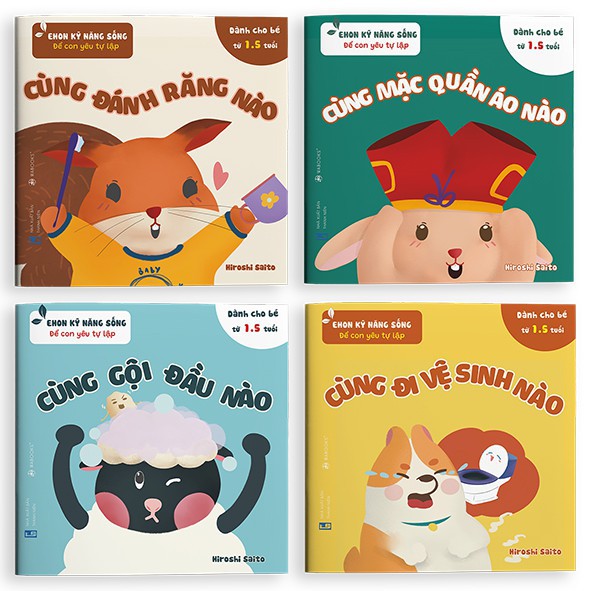 EHON KỸ NĂNG SỐNG
Để con yêu tự lập
Dành cho bé
từ 1.5 tuổi
CÙNG ĐÁNH RĂNG NÀO
BABOOKS
BABY
Hiroshi Saito
EHON KỸ NĂNG SỐNG
Để con yêu tự lập
Dành cho bé
từ 1.5 tuổi
CÙNG MẶC QUẦN ÁO NÀO
BABOOKS
Hiroshi Saito
EHON KỸ NĂNG SỐNG
Để con yêu tự lập
Dành cho bé
từ 1.5 tuổi
CÙNG GỘI ĐẦU NÀO
BABOOKS
Hiroshi Saito
EHON KỸ NĂNG SỐNG
Để con yêu tự lập
Dành cho bé
từ 1.5 tuổi
CÙNG ĐI VỆ SINH NÀO
BABOOKS
Hiroshi Saito